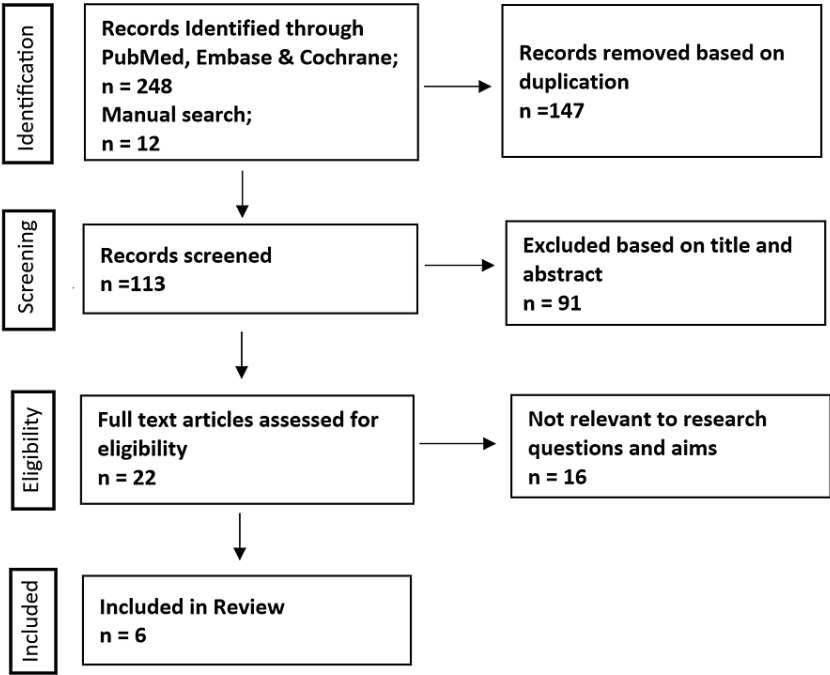 Identification
Records Identified through
PubMed, Embase & Cochrane;
n = 248
Manual search;
n = 12
Records removed based on
duplication
n =147
Screening
Records screened
n =113
Excluded based on title and
abstract
n = 91
Eligibility
Full text articles assessed for
eligibility
n = 22
Not relevant to research
questions and aims
n = 16
Included
Included in Review
n = 6